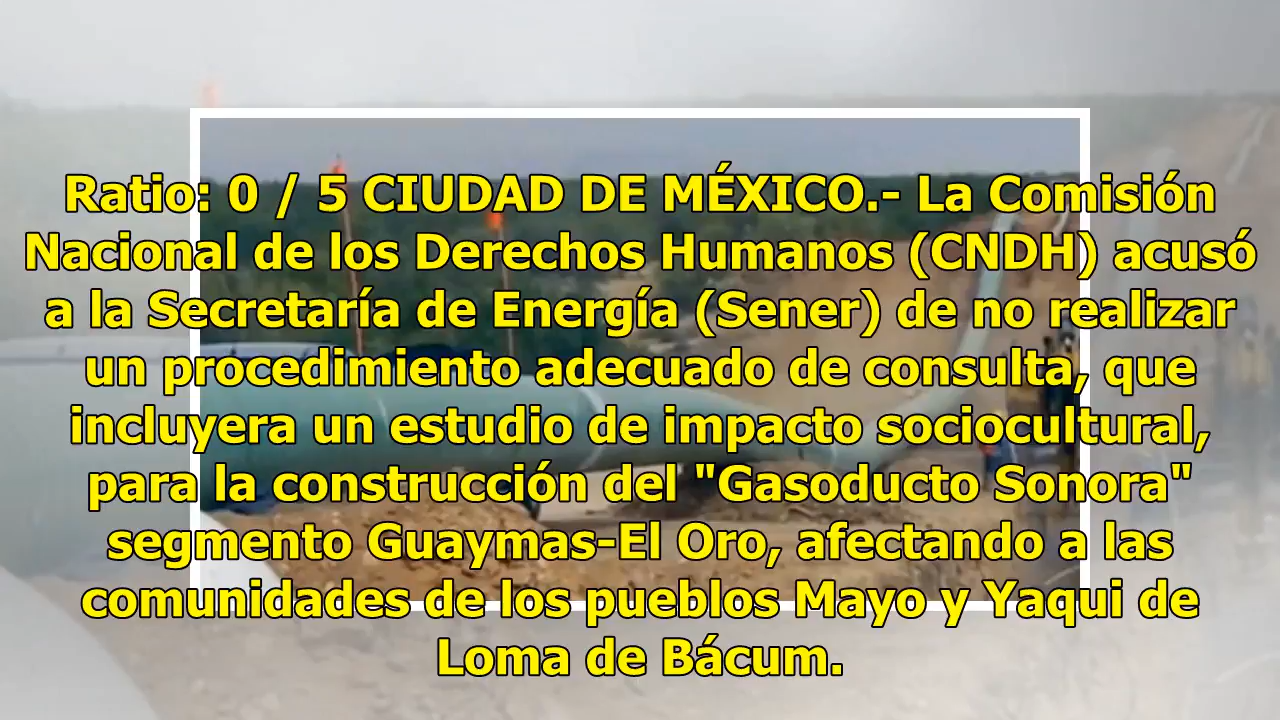 Ratio: 0 / 5 CIUDAD DE MÉXICO.- La Comisión
Nacional de los Derechos Humanos (CNDH) acusó
a la Secretaría de Energía (Sener) de no realizar
un procedimiento adecuado de consulta, que
incluyera un estudio de impacto sociocultural,
para la construcción del "Gasoducto Sonora"
segmento Guaymas-El Oro, afectando a las
comunidades de los pueblos Mayo y Yaqui de
Loma de Bácum.